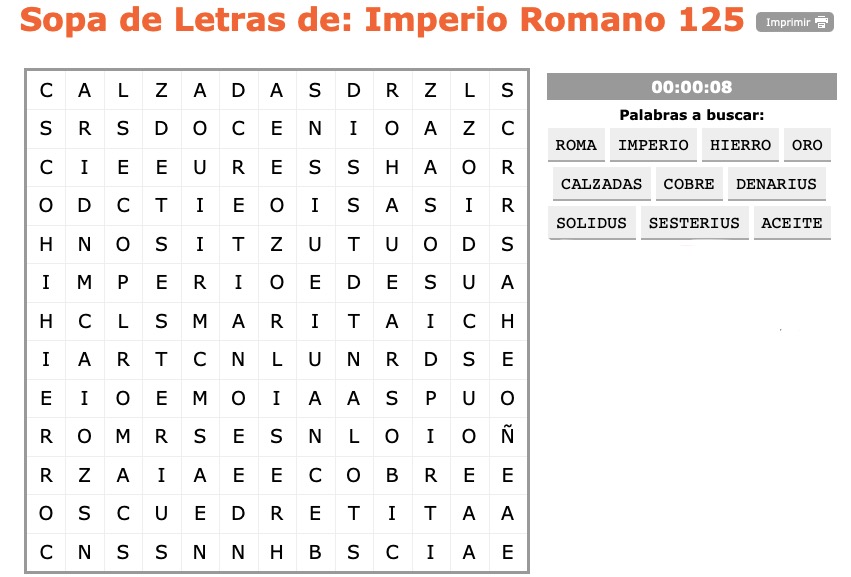 Sopa de Letras de: Imperio Romano 125 Imprimir
C A L Z A D A S D R Z L S
S R S D O C E N I O A Z C
C I E E U R E S S H A O R
O D C T I E O I S A S I R
H N O S I T Z U T U O D S
I M P E R I O E D E S U A
H C L S M A R I T A I C H
I A R T C N L U N R D S E
E I O E M O I A A S P U O
R O M R S E S N L O I O Ñ
R Z A I A E E C O B R E E
O S C U E D R E T I T A A
C N S S N N H B S C I A E
00:00:08
Palabras a buscar:
ROMA IMPERIO HIERRO ORO
CALZADAS COBRE DENARIUS
SOLIDUS SESTERIUS ACEITE